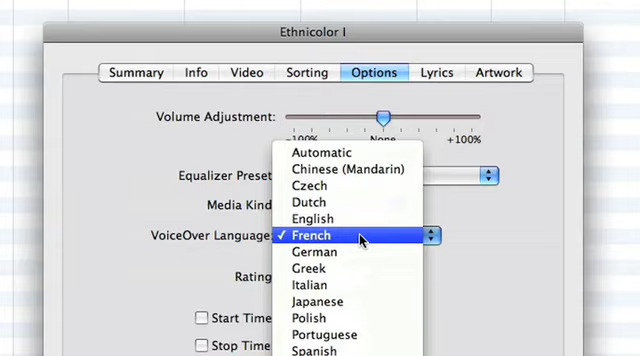 Ethnicolor I
Summary Info Video Sorting Options Lyrics Artwork
Volume Adjustment:
-100% None +100%
Automatic
Chinese (Mandarin)
Equalizer Preset
Czech
Media Kind
Dutch
English
VoiceOver Language:
✓ French
German
Greek
Rating
Italian
Japanese
Start Time
Polish
Portuguese
Stop Time
Spanish